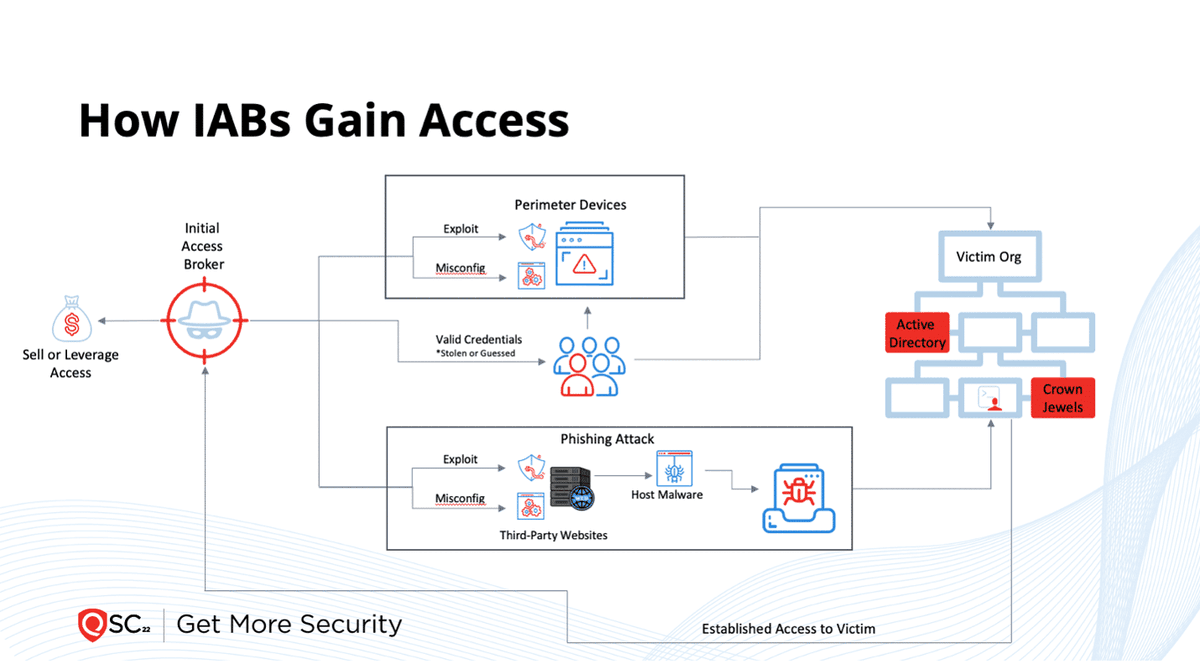 How IABs Gain Access
Initial
Access
Broker
Sell or Leverage
Access
Perimeter Devices
Exploit
Misconfig
Valid Credentials
*Stolen or Guessed
Phishing Attack
Exploit
Misconfig
Third-Party Websites
Host Malware
WEB
Victim Org
Active
Directory
Crown
Jewels
Established Access to Victim
QSC22
Get More Security